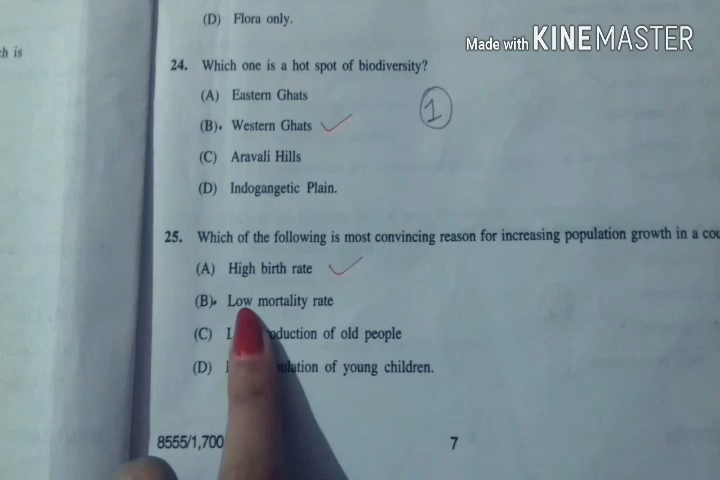 (D) Flora only.
Made with KINEMASTER
ch is
24. Which one is a hot spot of biodiversity?
(A) Eastern Ghats
1
(B). Western Ghats
(C) Aravali Hills
(D) Indogangetic Plain.
25. Which of the following is most convincing reason for increasing population growth in a cou
(A) High birth rate
(B). Low mortality rate
(C) L oduction of old people
(D) ulation of young children.
8555/1,700
7